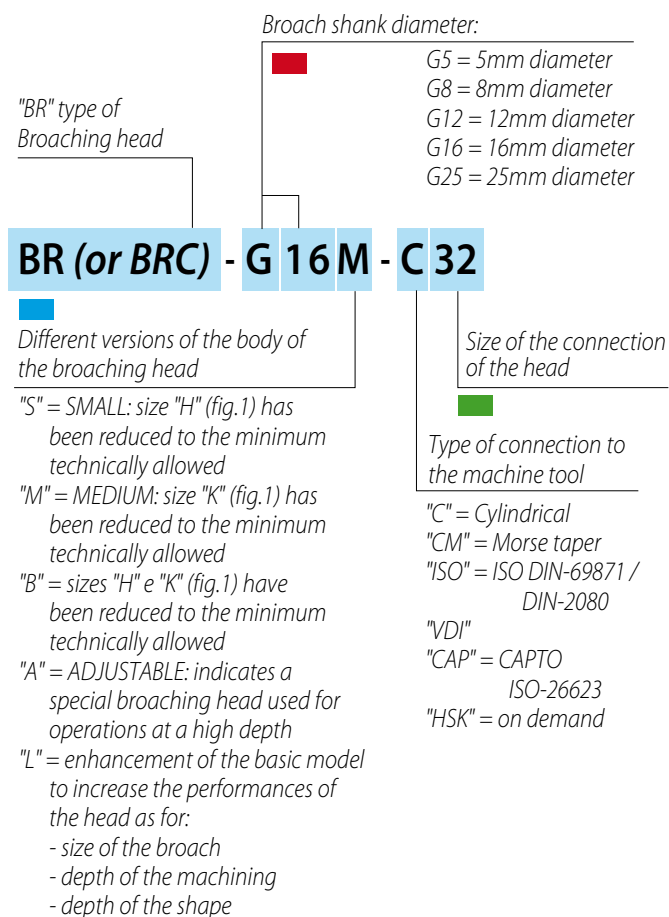 Broach shank diameter:
G5 = 5mm diameter
G8 = 8mm diameter
G12 = 12mm diameter
G16 = 16mm diameter
G25 = 25mm diameter
"BR" type of
Broaching head
BR (or BRC) - G 16 M - C 32
Different versions of the body of
the broaching head
"S" = SMALL: size "H" (fig.1) has
been reduced to the minimum
technically allowed
"M" = MEDIUM: size "K" (fig.1) has
been reduced to the minimum
technically allowed
"B" = sizes "H" e "K" (fig.1) have
been reduced to the minimum
technically allowed
"A" = ADJUSTABLE: indicates a
special broaching head used for
operations at a high depth
"L" = enhancement of the basic model
to increase the performances of
the head as for:
- size of the broach
- depth of the machining
- depth of the shape
Size of the connection
of the head
Type of connection to
the machine tool
"C" = Cylindrical
"CM" = Morse taper
"ISO" = ISO DIN-69871 /
DIN-2080
"VDI"
"CAP" = CAPTO
ISO-26623
"HSK" = on demand